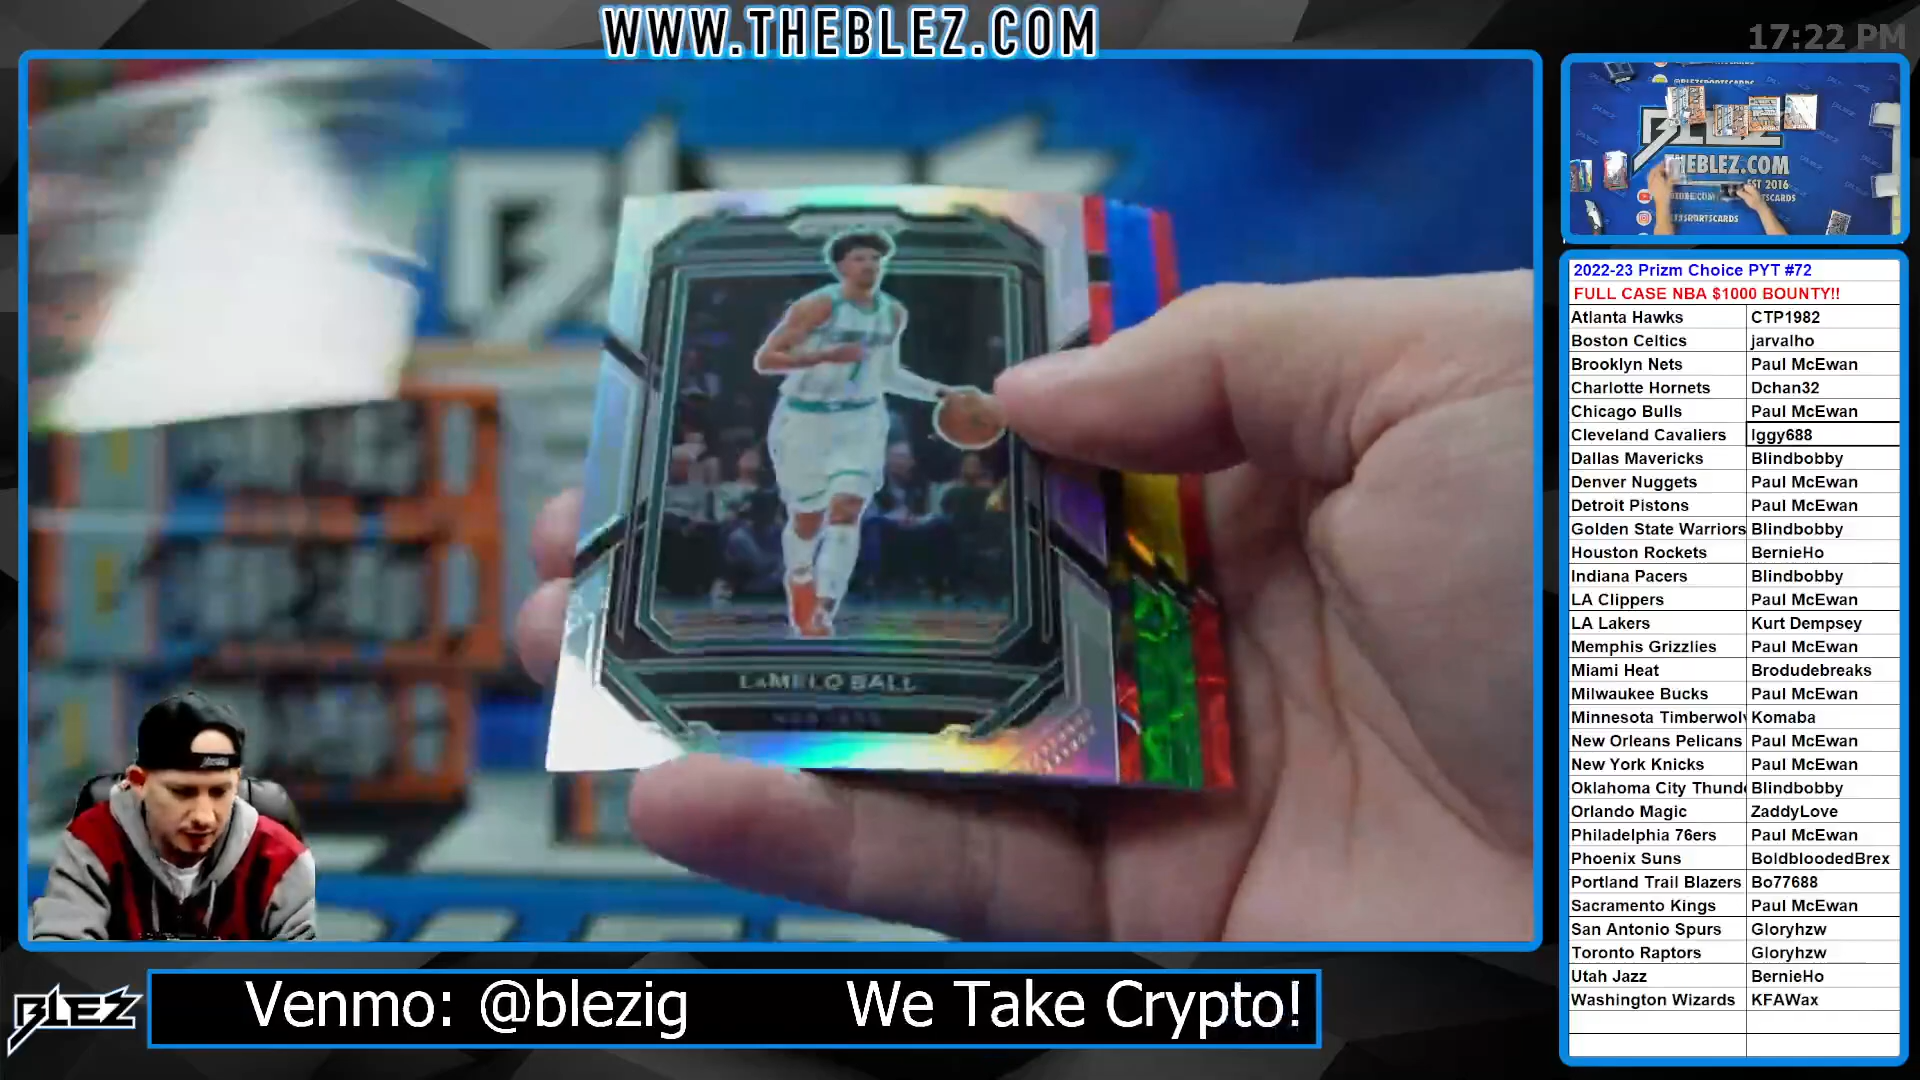 WWW.THEBLEZ.COM
17:22 PM
BLEZ
THEBLEZ.COM
EST 2016
LaMELO BALL
2022-23 Prizm Choice PYT #72
FULL CASE NBA $1000 BOUNTY!!
Atlanta Hawks CTP1982
Boston Celtics jarvalho
Brooklyn Nets Paul McEwan
Charlotte Hornets Dchan32
Chicago Bulls Paul McEwan
Cleveland Cavaliers Iggy688
Dallas Mavericks Blindbobby
Denver Nuggets Paul McEwan
Detroit Pistons Paul McEwan
Golden State Warriors Blindbobby
Houston Rockets BernieHo
Indiana Pacers Blindbobby
LA Clippers Paul McEwan
LA Lakers Kurt Dempsey
Memphis Grizzlies Paul McEwan
Miami Heat Brodudebreaks
Milwaukee Bucks Paul McEwan
Minnesota Timberwolv Komaba
New Orleans Pelicans Paul McEwan
New York Knicks Paul McEwan
Oklahoma City Thunde Blindbobby
Orlando Magic ZaddyLove
Philadelphia 76ers Paul McEwan
Phoenix Suns BoldbloodedBrex
Portland Trail Blazers Bo77688
Sacramento Kings Paul McEwan
San Antonio Spurs Gloryhzw
Toronto Raptors Gloryhzw
Utah Jazz BernieHo
Washington Wizards KFAWax
BLEZ
Venmo: @blezig We Take Crypto!